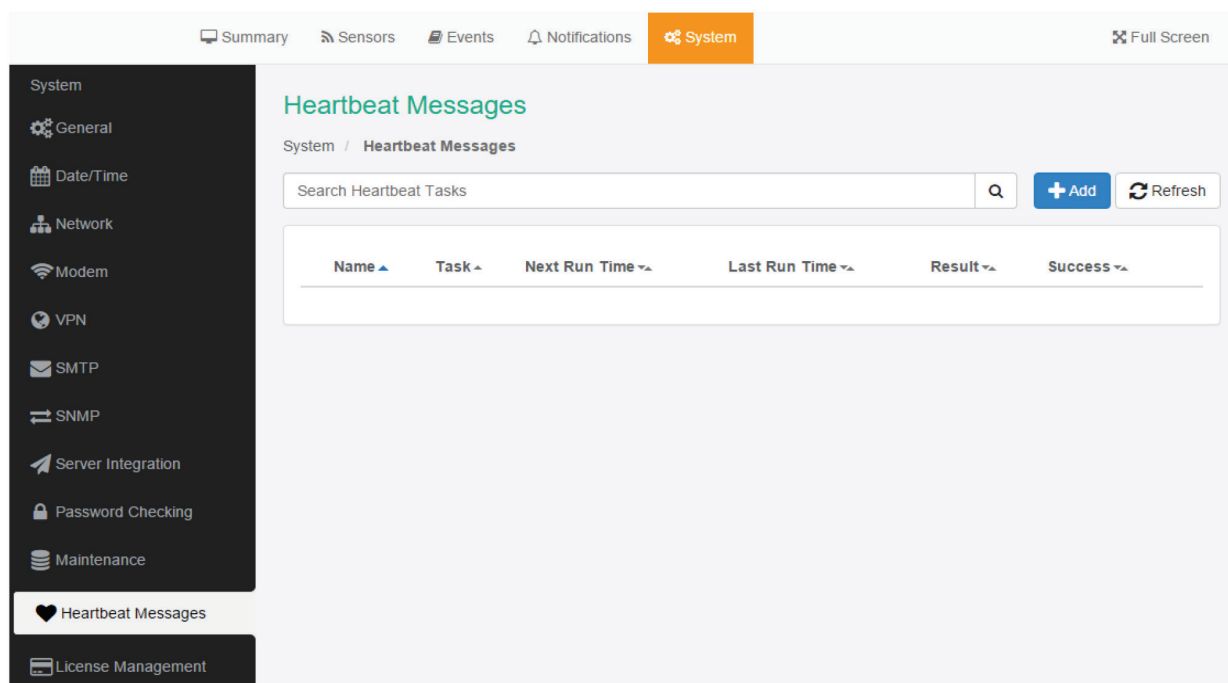 Summary Sensors Events Notifications System Full Screen
System
General
Date/Time
Network
Modem
VPN
SMTP
SNMP
Server Integration
Password Checking
Maintenance
Heartbeat Messages
License Management
Heartbeat Messages
System / Heartbeat Messages
Search Heartbeat Tasks
Add Refresh
Name Task Next Run Time Last Run Time Result Success